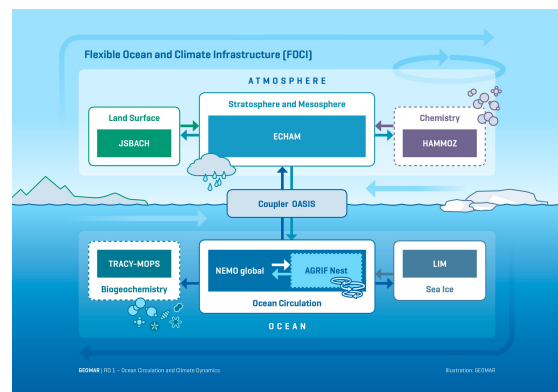 Flexible Ocean and Climate Infrastructure (FOCI)
ATMOSPHERE
Stratosphere and Mesosphere
ECHAM
Land Surface
JSBACH
Chemistry
HAMMOZ
Coupler OASIS
TRACY-MOPS
Biogeochemistry
NEMO global
AGRIF Nest
Ocean Circulation
LIM
Sea Ice
OCEAN
GEOMAR | RD 1 – Ocean Circulation and Climate Dynamics
Illustration: GEOMAR